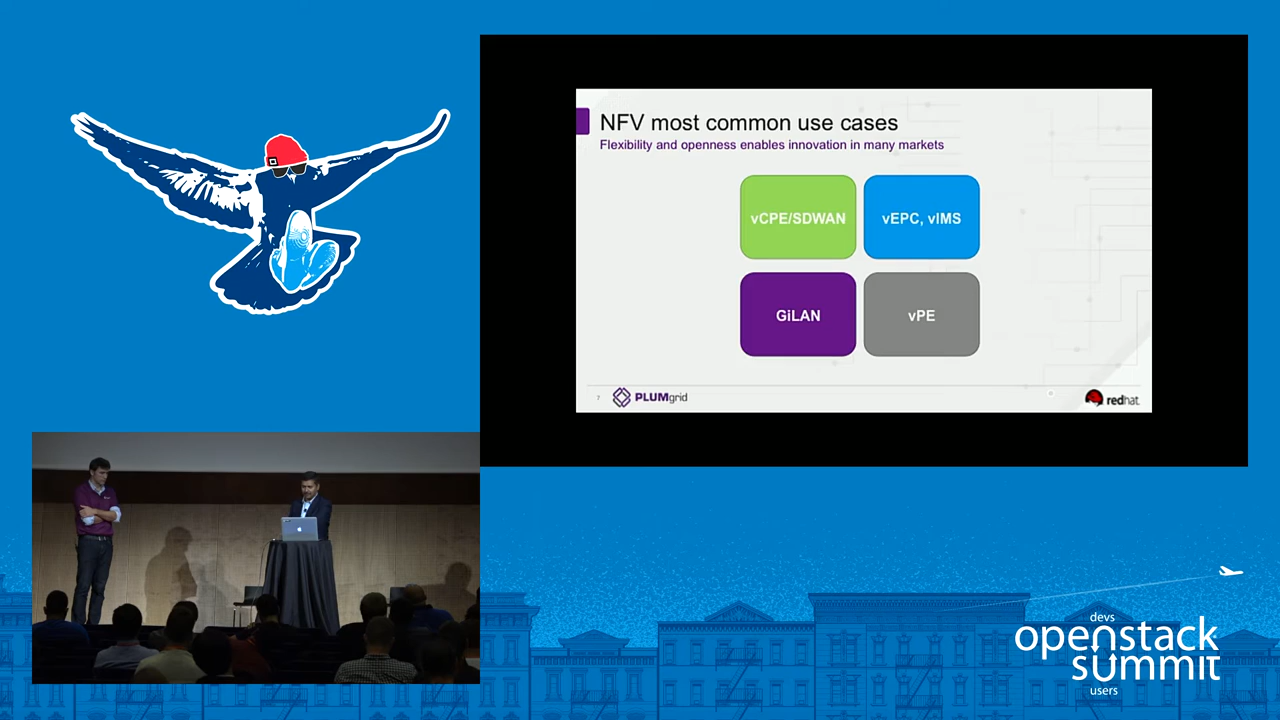 NFV most common use cases
Flexibility and openness enables innovation in many markets
vCPE/SDWAN
vEPC, vIMS
GiLAN
vPE
7
PLUMgrid
redhat.
devs
openstack
summit
users